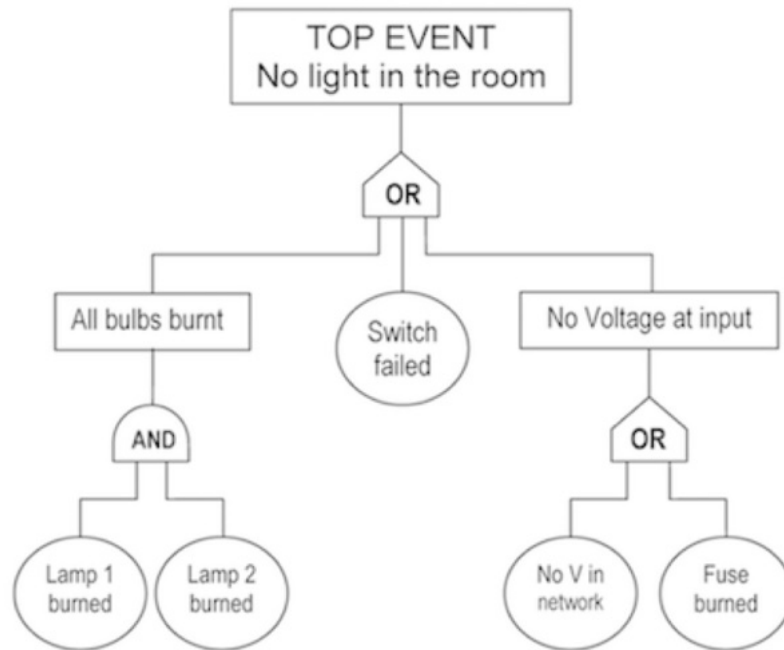 TOP EVENT
No light in the room
OR
All bulbs burnt
Switch
failed
No Voltage at input
AND
OR
Lamp 1
burned
Lamp 2
burned
No V in
network
Fuse
burned